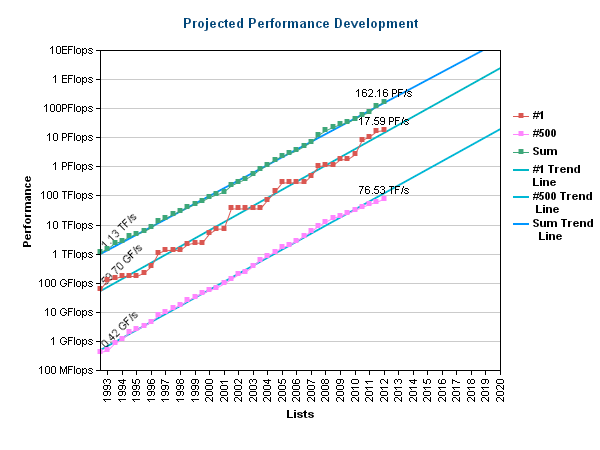 Projected Performance Development
10EFlops
1 EFlops
100PFlops
10 PFlops
1 PFlops
100 TFlops
10 TFlops
1 TFlops
100 GFlops
10 GFlops
1 GFlops
100 MFlops
Performance
162.16 PF/s
17.59 PF/s
76.53 TF/s
1.13 TF/s
59.70 GF/s
0.42 GF/s
1993
1994
1995
1996
1997
1998
1999
2000
2001
2002
2003
2004
2005
2006
2007
2008
2009
2010
2011
2012
2013
2014
2015
2016
2017
2018
2019
2020
Lists
#1
#500
Sum
#1 Trend
Line
#500 Trend
Line
Sum Trend
Line